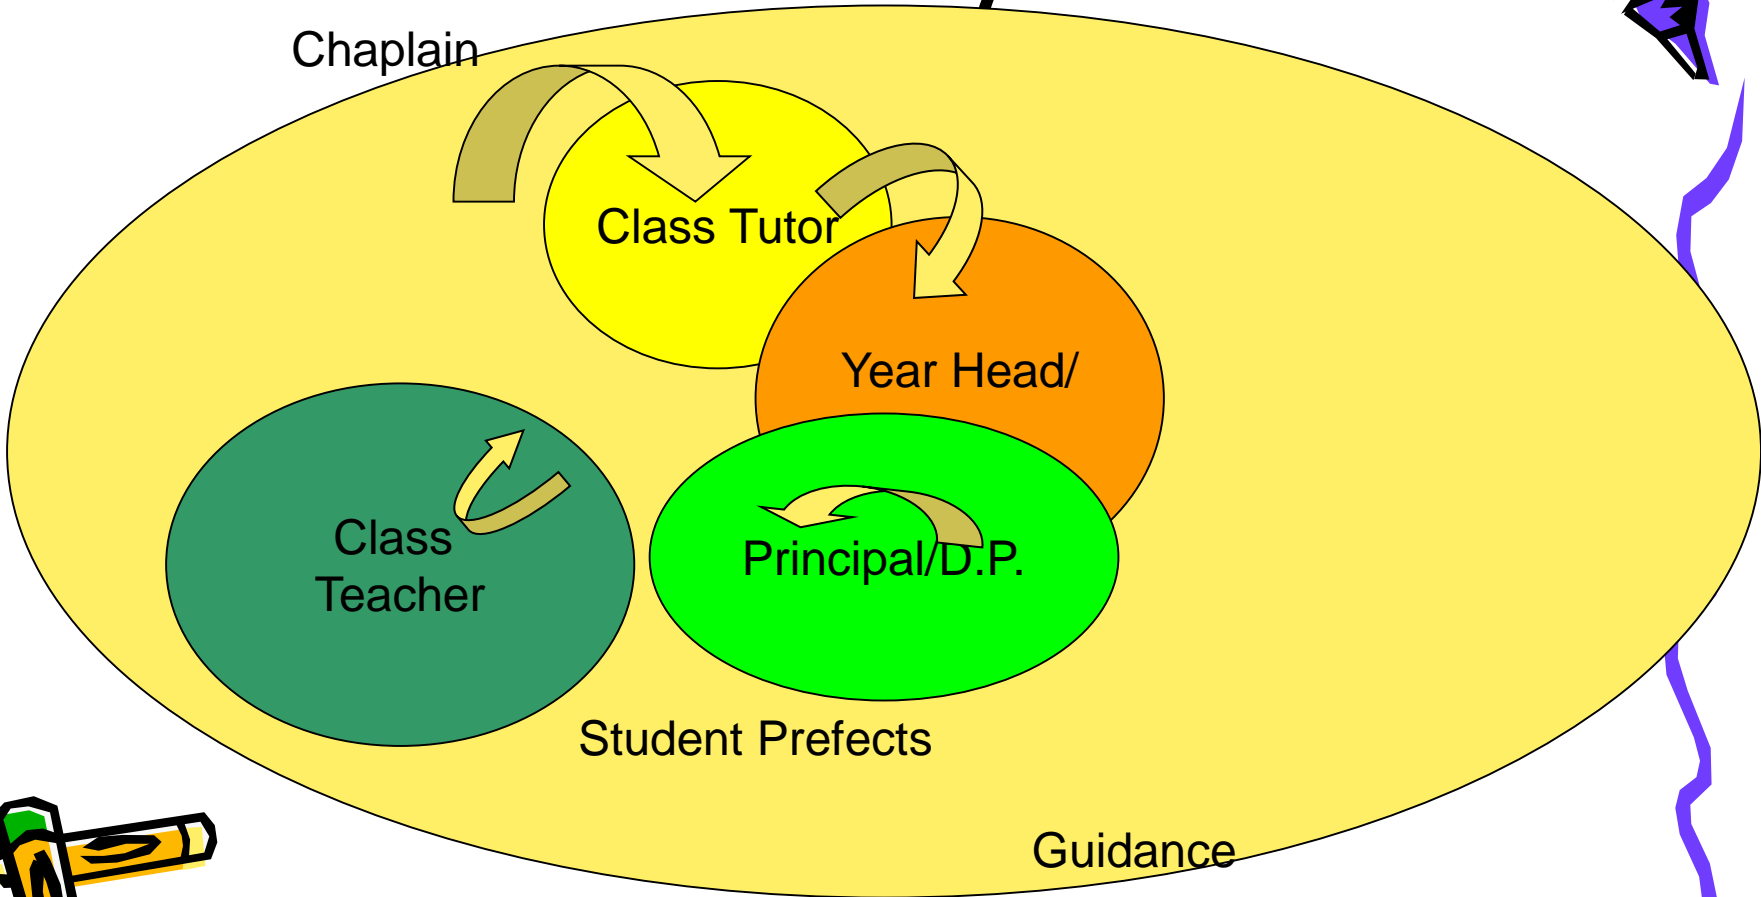 Chaplain
Class Tutor
Year Head/
Class
Teacher
Principal/D.P.
Student Prefects
Guidance